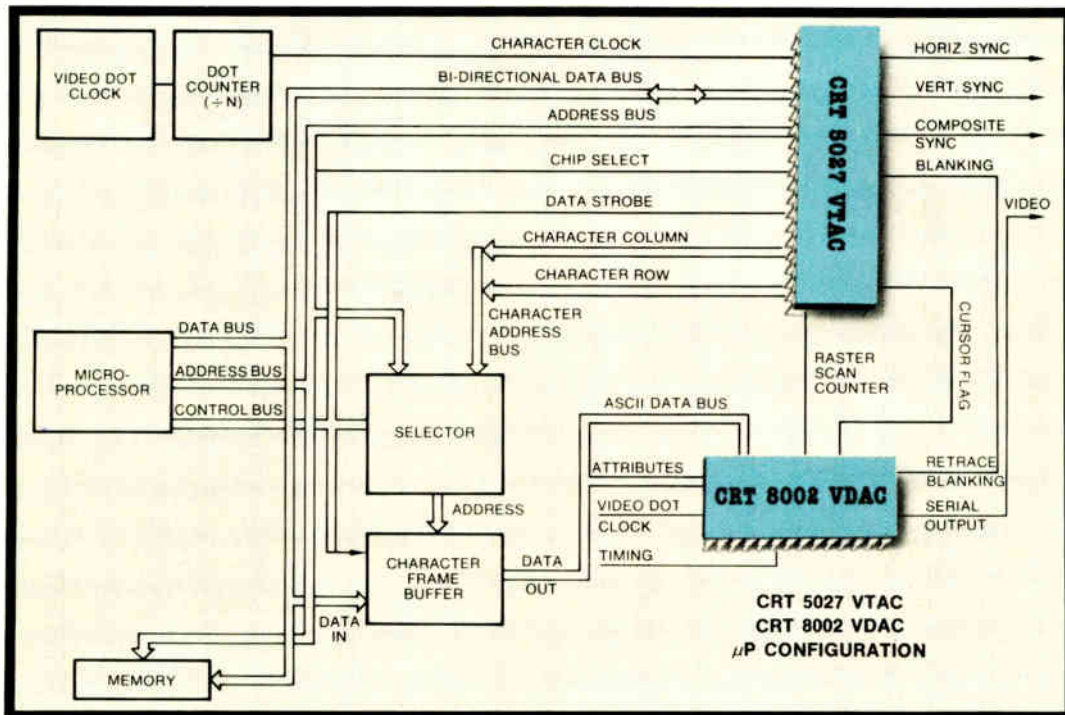 VIDEO DOT
CLOCK
DOT
COUNTER
(÷N)
CHARACTER CLOCK
BI-DIRECTIONAL DATA BUS
ADDRESS BUS
CHIP SELECT
DATA STROBE
CHARACTER COLUMN
CHARACTER ROW
CHARACTER
ADDRESS
BUS
CRT 8027 VTAC
HORIZ. SYNC
VERT. SYNC
COMPOSITE
SYNC
BLANKING
VIDEO
DATA BUS
MICRO-
PROCESSOR
ADDRESS BUS
CONTROL BUS
SELECTOR
RASTER
SCAN
COUNTER
CURSOR FLAG
ASCII DATA BUS
ATTRIBUTES
CRT 8002 VDAC
RETRACE
BLANKING
VIDEO DOT
CLOCK
SERIAL
OUTPUT
TIMING
ADDRESS
CHARACTER
FRAME
BUFFER
DATA
OUT
DATA
IN
MEMORY
CRT 5027 VTAC
CRT 8002 VDAC
µP CONFIGURATION